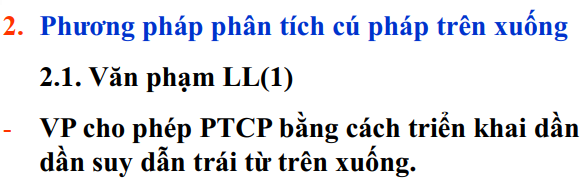 2. Phương pháp phân tích cú pháp trên xuống
2.1. Văn phạm LL(1)
- VP cho phép PTCP bằng cách triển khai dần
dần suy dẫn trái từ trên xuống.